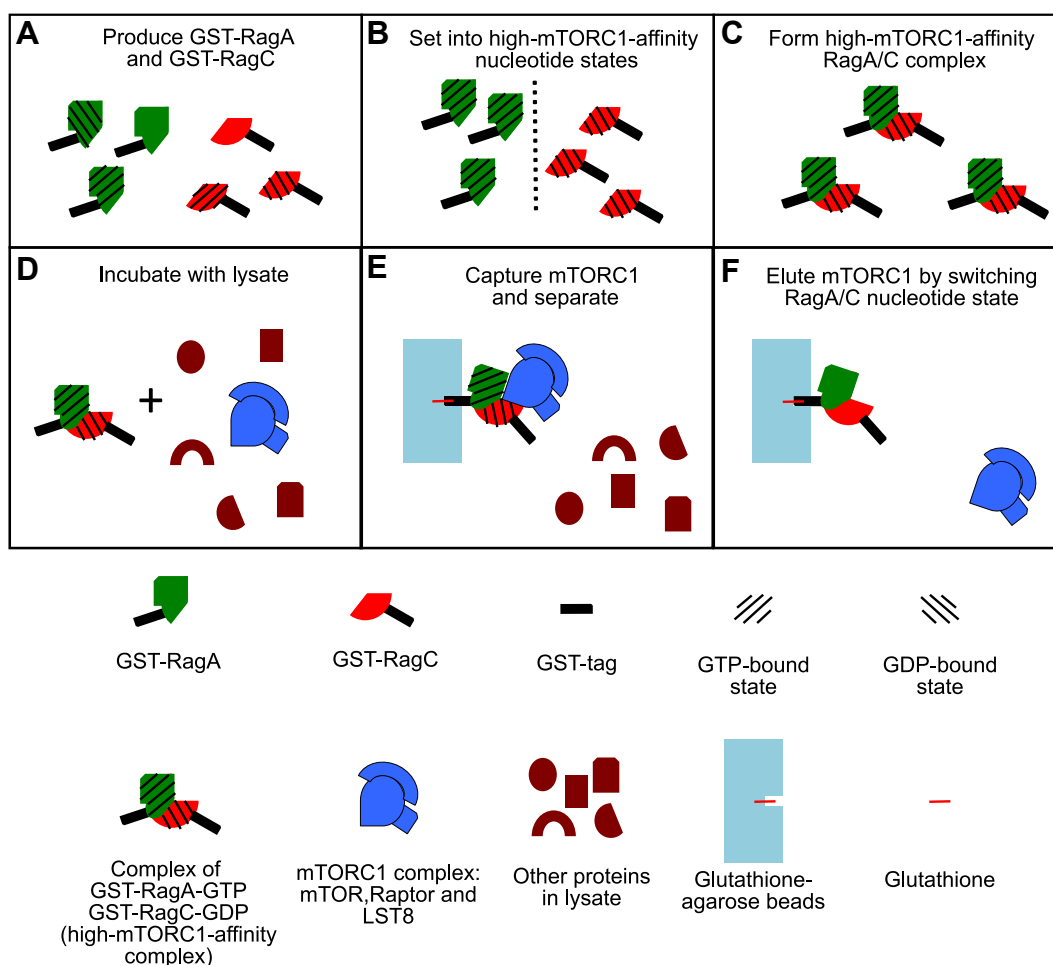 A
Produce GST-RagA
and GST-RagC
B
Set into high-mTORC1-affinity
nucleotide states
C
Form high-mTORC1-affinity
RagA/C complex
D
Incubate with lysate
+
E
Capture mTORC1
and separate
F
Elute mTORC1 by switching
RagA/C nucleotide state
GST-RagA
GST-RagC
GST-tag
GTP-bound
state
GDP-bound
state
Complex of
GST-RagA-GTP
GST-RagC-GDP
(high-mTORC1-affinity
complex)
mTORC1 complex:
mTOR,Raptor and
LST8
Other proteins
in lysate
Glutathione-
agarose beads
Glutathione